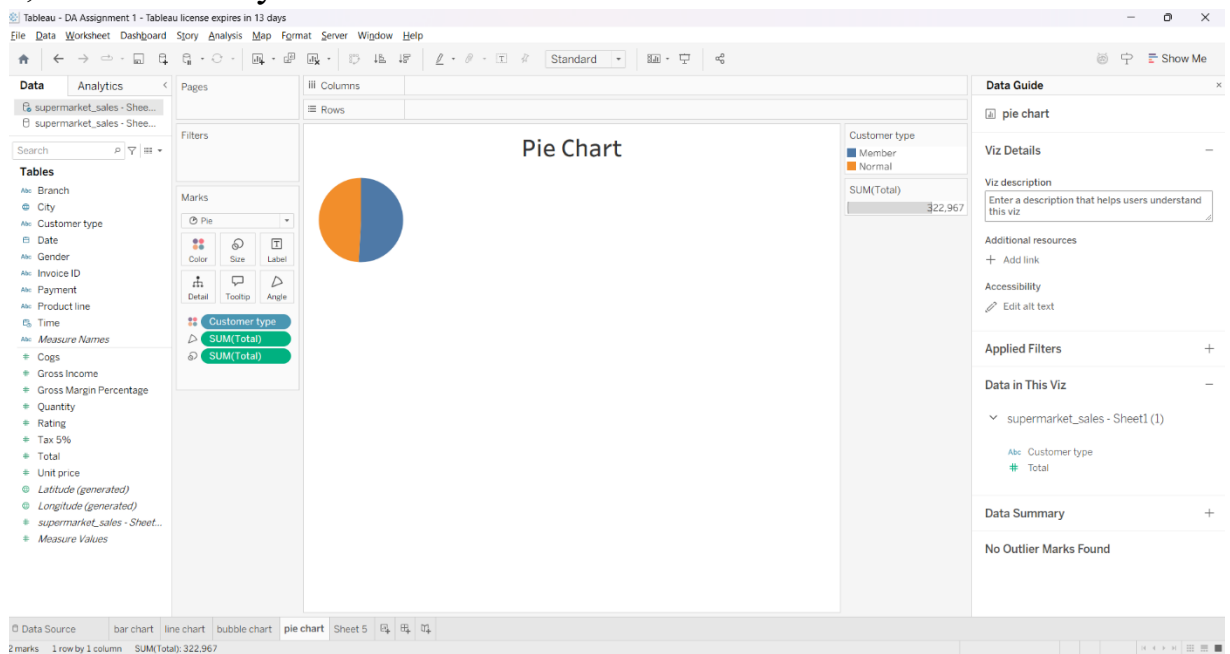 Tableau - DA Assignment 1 - Tableau license expires in 13 days
File Data Worksheet Dashboard Story Analysis Map Format Server Window Help
Standard
Show Me
Data Analytics
supermarket_sales - Shee...
supermarket_sales - Shee...
Search
Tables
Abc Branch
City
Abc Customer type
Date
Abc Gender
Abc Invoice ID
Abc Payment
Abc Product line
Time
Abc Measure Names
# Cogs
# Gross Income
# Gross Margin Percentage
# Quantity
# Rating
# Tax 5%
# Total
# Unit price
Latitude (generated)
Longitude (generated)
# supermarket_sales - Sheet...
# Measure Values
Pages
Filters
Marks
Pie
Color Size Label
Detail Tooltip Angle
Customer type
SUM(Total)
SUM(Total)
Columns
Rows
Pie Chart
Customer type
Member
Normal
SUM(Total)
322,967
Data Guide
pie chart
Viz Details
Viz description
Enter a description that helps users understand
this viz
Additional resources
+ Add link
Accessibility
Edit alt text
Applied Filters
Data in This Viz
supermarket_sales - Sheet1 (1)
Abc Customer type
# Total
Data Summary
No Outlier Marks Found
Data Source bar chart line chart bubble chart pie chart Sheet 5
2 marks 1 row by 1 column SUM(Total): 322,967